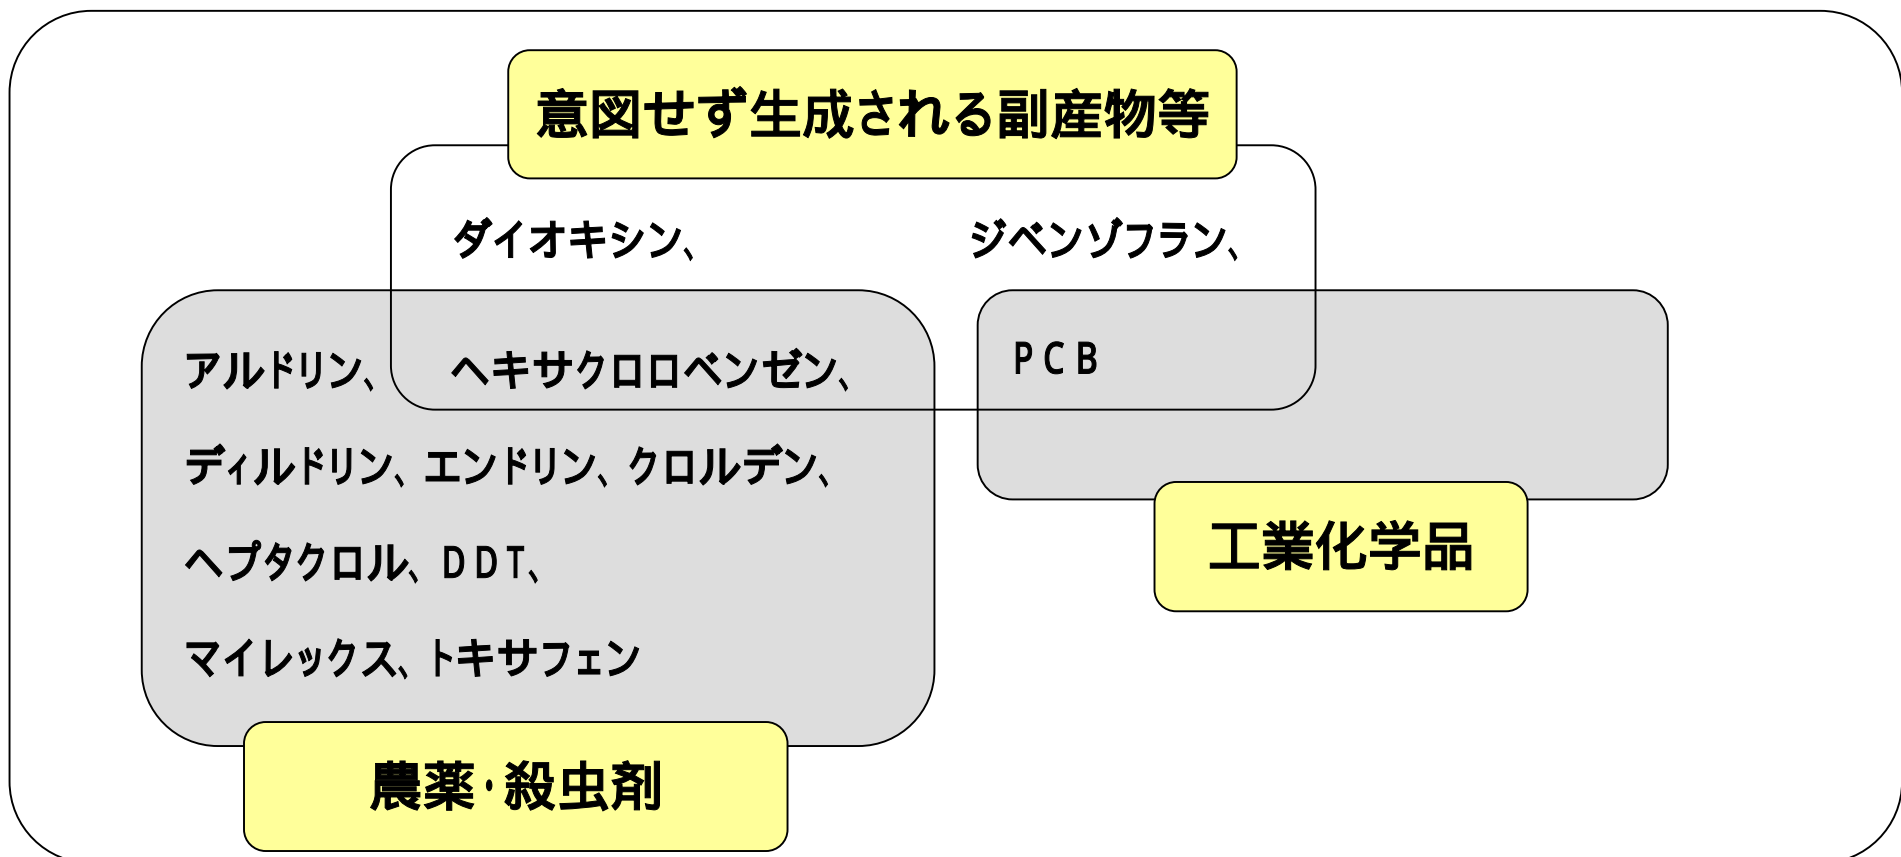 意図せず生成される副産物等
ダイオキシン、 ジベンゾフラン、
アルドリン、 ヘキサクロロベンゼン、 PCB
ディルドリン、エンドリン、クロルデン、
ヘプタクロル、DDT、
工業化学品
マイレックス、トキサフェン
農薬・殺虫剤